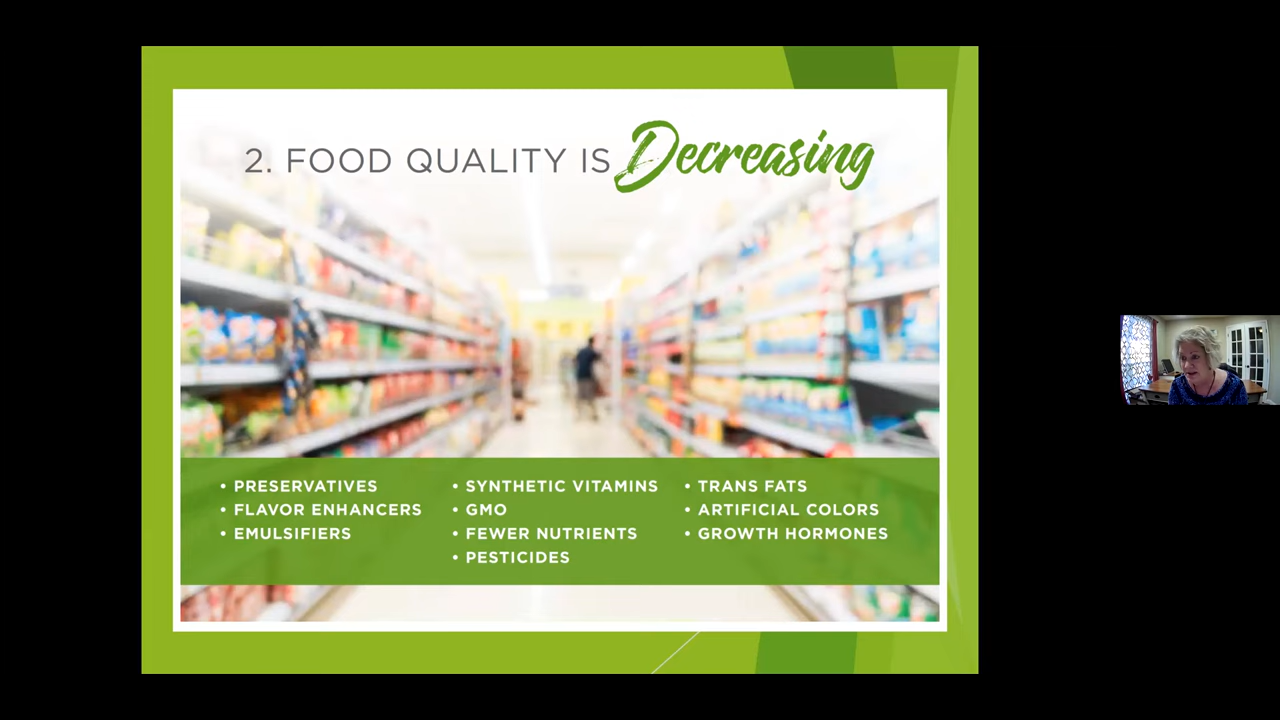 2. FOOD QUALITY IS Decreasing
• PRESERVATIVES
• FLAVOR ENHANCERS
• EMULSIFIERS
• SYNTHETIC VITAMINS
• GMO
• FEWER NUTRIENTS
• PESTICIDES
• TRANS FATS
• ARTIFICIAL COLORS
• GROWTH HORMONES